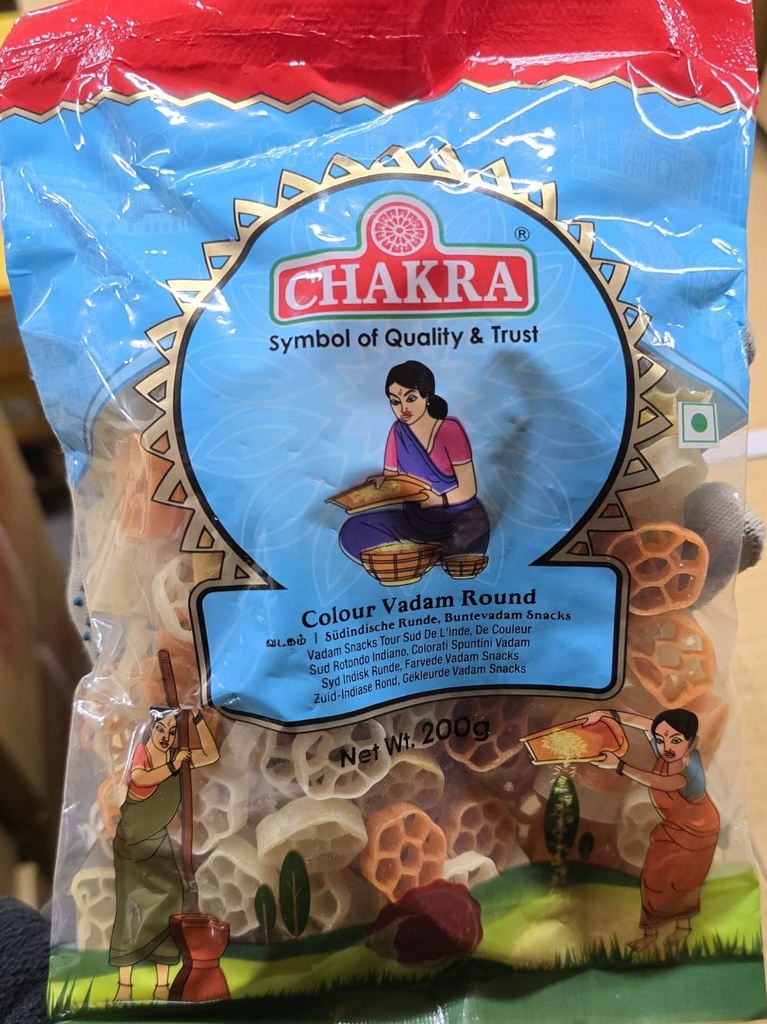 ®
CHAKRA
Symbol of Quality & Trust
Colour Vadam Round
வடகம் | Südindische Runde, Buntevadam Snacks
Vadam Snacks Tour Sud De L'inde, De Couleur
Sud Rotondo Indiano, Colorati Spuntini Vadam
Syd Indisk Runde, Farvede Vadam Snacks
Zuid-Indiase Rond, Gekleurde Vadam Snacks
Net Wt. 200g